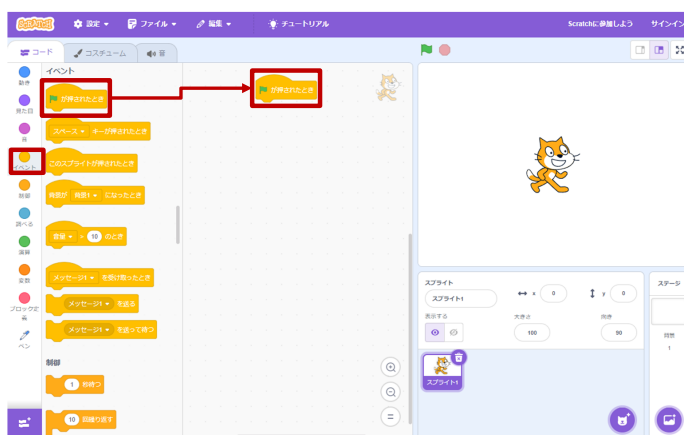 SCRATCH 設定 ファイル 編集 チュートリアル Scratchに参加しよう サインイン
コード コスチューム 音
イベント
動き
見た目
音
イベント
制御
調べる
演算
変数
ブロック定義
ペン
が押されたとき
スペース キーが押されたとき
このスプライトが押されたとき
背景が 背景1 になったとき
音量 > 10 のとき
メッセージ1 を受け取ったとき
メッセージ1 を送る
メッセージ1 を送って待つ
制御
1 秒待つ
10 回繰り返す
が押されたとき
スプライト
スプライト1 x 0 y 0
表示する 大きさ 向き
100 90
スプライト1
ステージ
背景
1